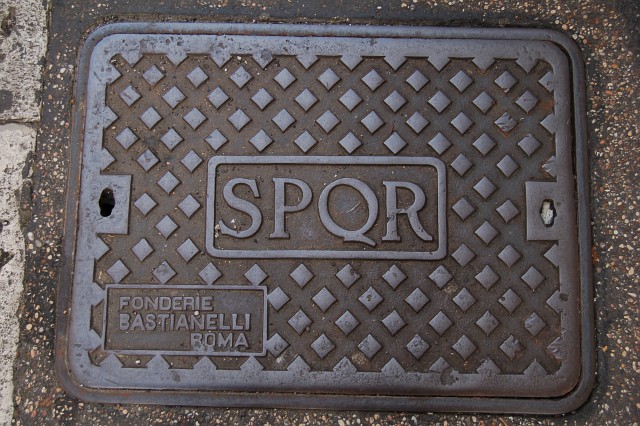 SPQR
FONDERIE
BASTIANELLI
ROMA